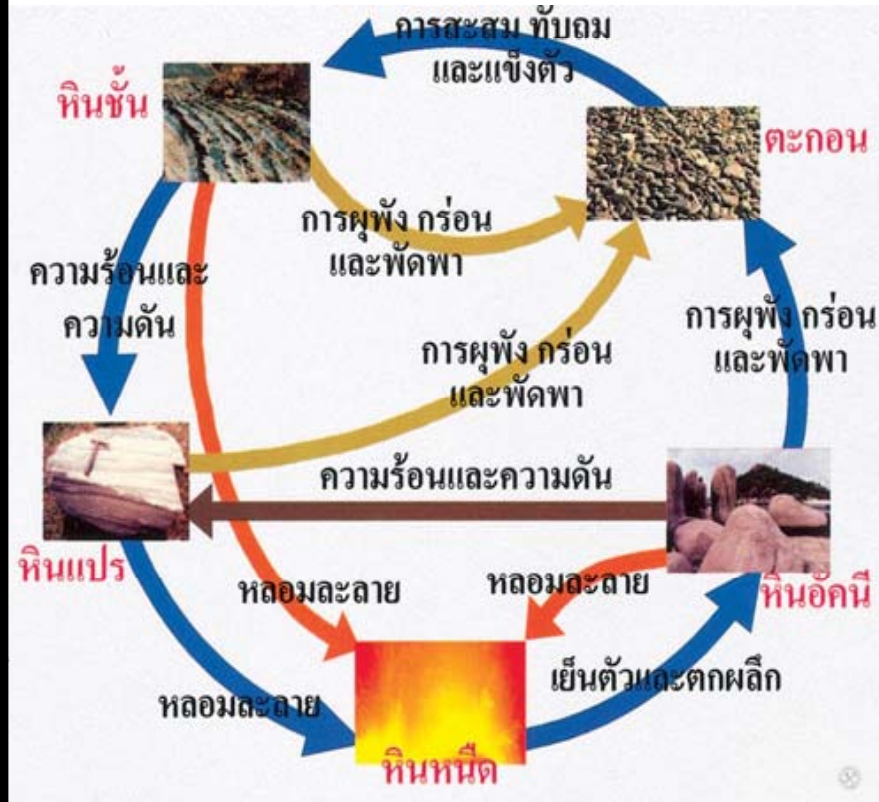 การสะสม ทับถม
และแข็งตัว
หินชั้น
ตะกอน
การผุพัง กร่อน
และพัดพา
ความร้อนและ
ความดัน
การผุพัง กร่อน
และพัดพา
การผุพัง กร่อน
และพัดพา
ความร้อนและความดัน
หินแปร
หินอัคนี
หลอมละลาย
หลอมละลาย
เย็นตัวและตกผลึก
หลอมละลาย
หินหนืด